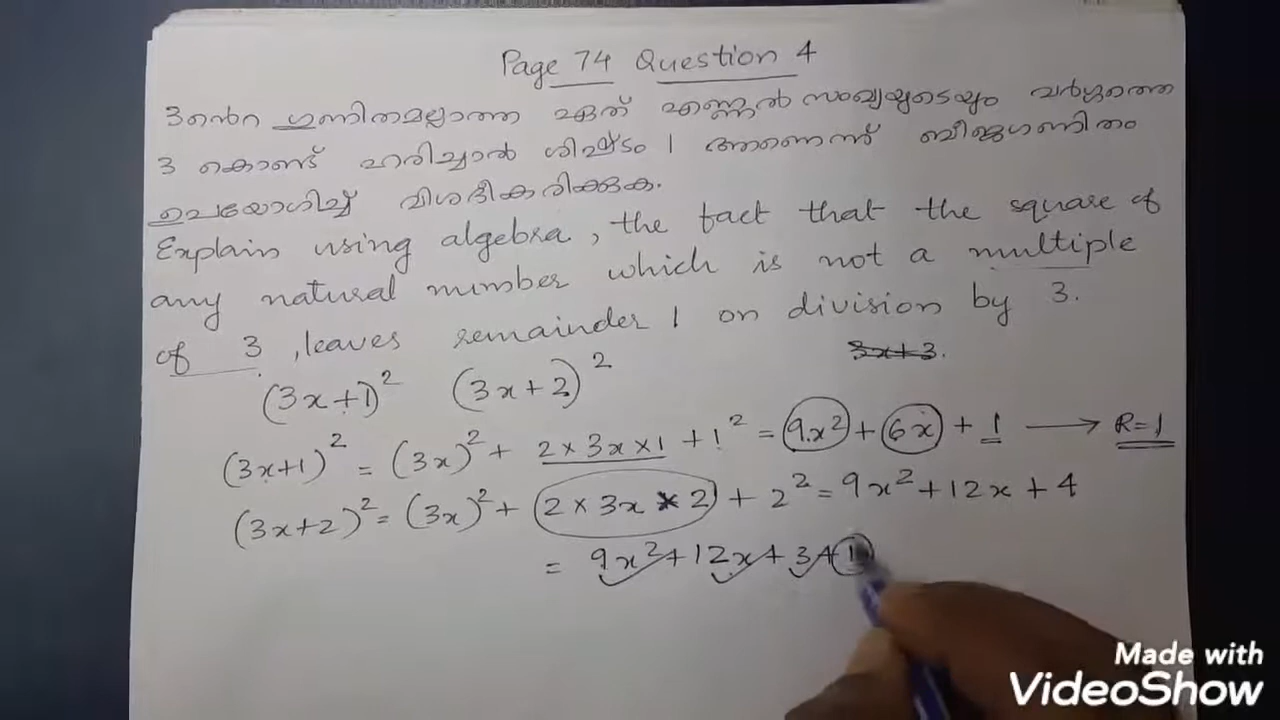 Page 74 Question 4
3ന്‍റെ ഗുണിതമല്ലാത്ത ഏത് എണ്ണൽ സംഖ്യയുടെയും വർഗ്ഗത്തെ
3 കൊണ്ട് ഹരിച്ചാൽ ശിഷ്ടം 1 ആണെന്ന് ബീജഗണിതം
ഉപയോഗിച്ച് വിശദീകരിക്കുക.
Explain using algebra, the fact that the square of
any natural number which is not a multiple
of 3, leaves remainder 1 on division by 3.
3x+3.
(3x+1)² (3x+2)²
(3x+1)² = (3x)² + 2×3x×1 + 1² = 9x² + 6x + 1 → R=1
(3x+2)² = (3x)² + (2×3x×2) + 2² = 9x²+12x+4
= 9x²+12x+3+1
Made with
VideoShow